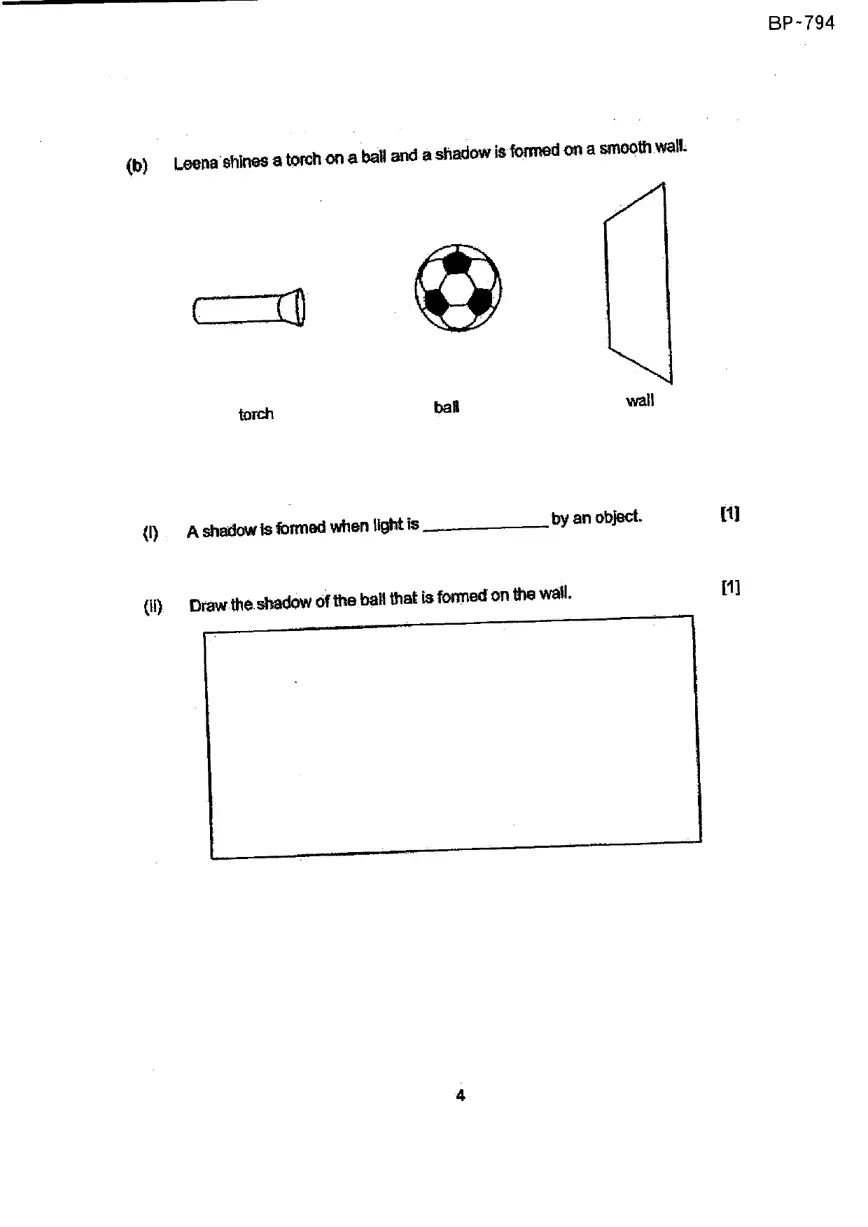 BP-794
(b) Leena shines a torch on a ball and a shadow is formed on a smooth wall.
torch
ball
wall
(i) A shadow is formed when light is ______________ by an object. [1]
(ii) Draw the shadow of the ball that is formed on the wall. [1]
4